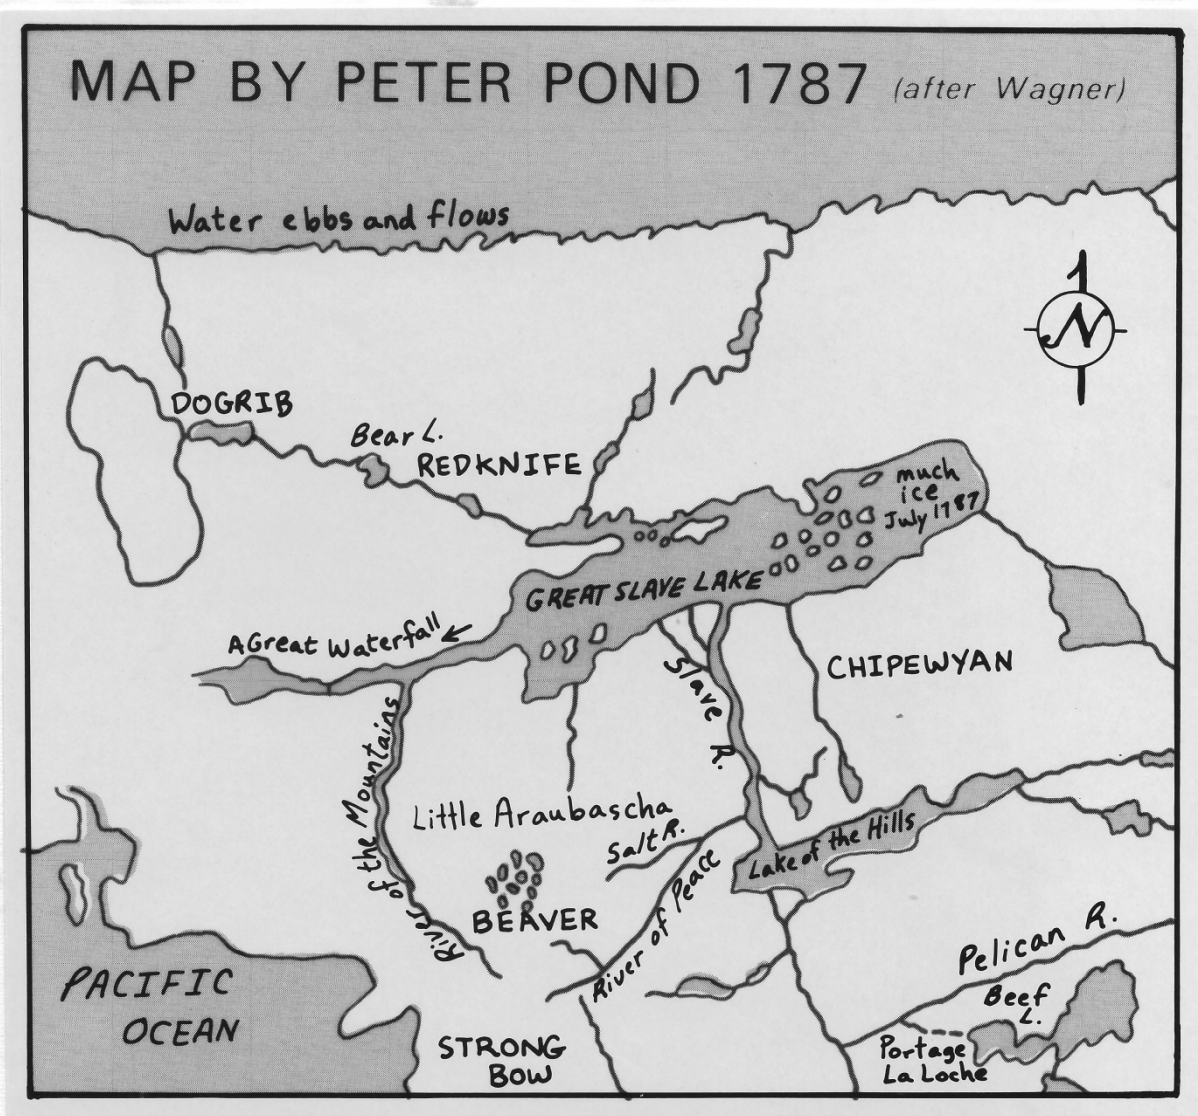 MAP BY PETER POND 1787 (after Wagner)
Water ebbs and flows
N
DOGRIB
Bear L.
REDKNIFE
much
ice
July 1787
GREAT SLAVE LAKE
A Great Waterfall
CHIPEWYAN
Slave R.
River of the Mountains
Little Araubascha
Salt R.
Lake of the Hills
BEAVER
River of Peace
Pelican R.
PACIFIC
OCEAN
Beef
L.
STRONG
BOW
Portage
La Loche